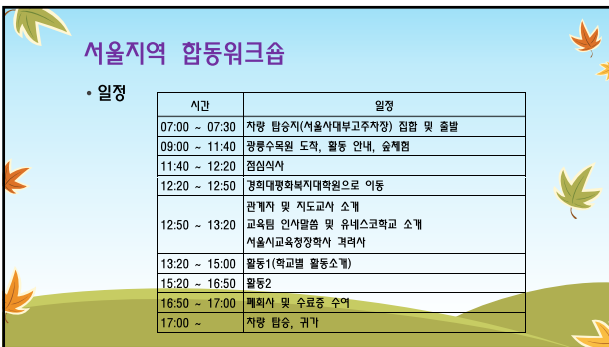 서울지역 합동워크숍
• 일정
시간 일정
07:00 ~ 07:30 차량 탑승지(서울사대부고주차장) 집합 및 출발
09:00 ~ 11:40 광릉수목원 도착, 활동 안내, 숲체험
11:40 ~ 12:20 점심식사
12:20 ~ 12:50 경희대평화복지대학원으로 이동
12:50 ~ 13:20 관계자 및 지도교사 소개
교육팀 인사말씀 및 유네스코학교 소개
서울시교육청장학사 격려사
13:20 ~ 15:00 활동1(학교별 활동소개)
15:20 ~ 16:50 활동2
16:50 ~ 17:00 폐회사 및 수료증 수여
17:00 ~ 차량 탑승, 귀가